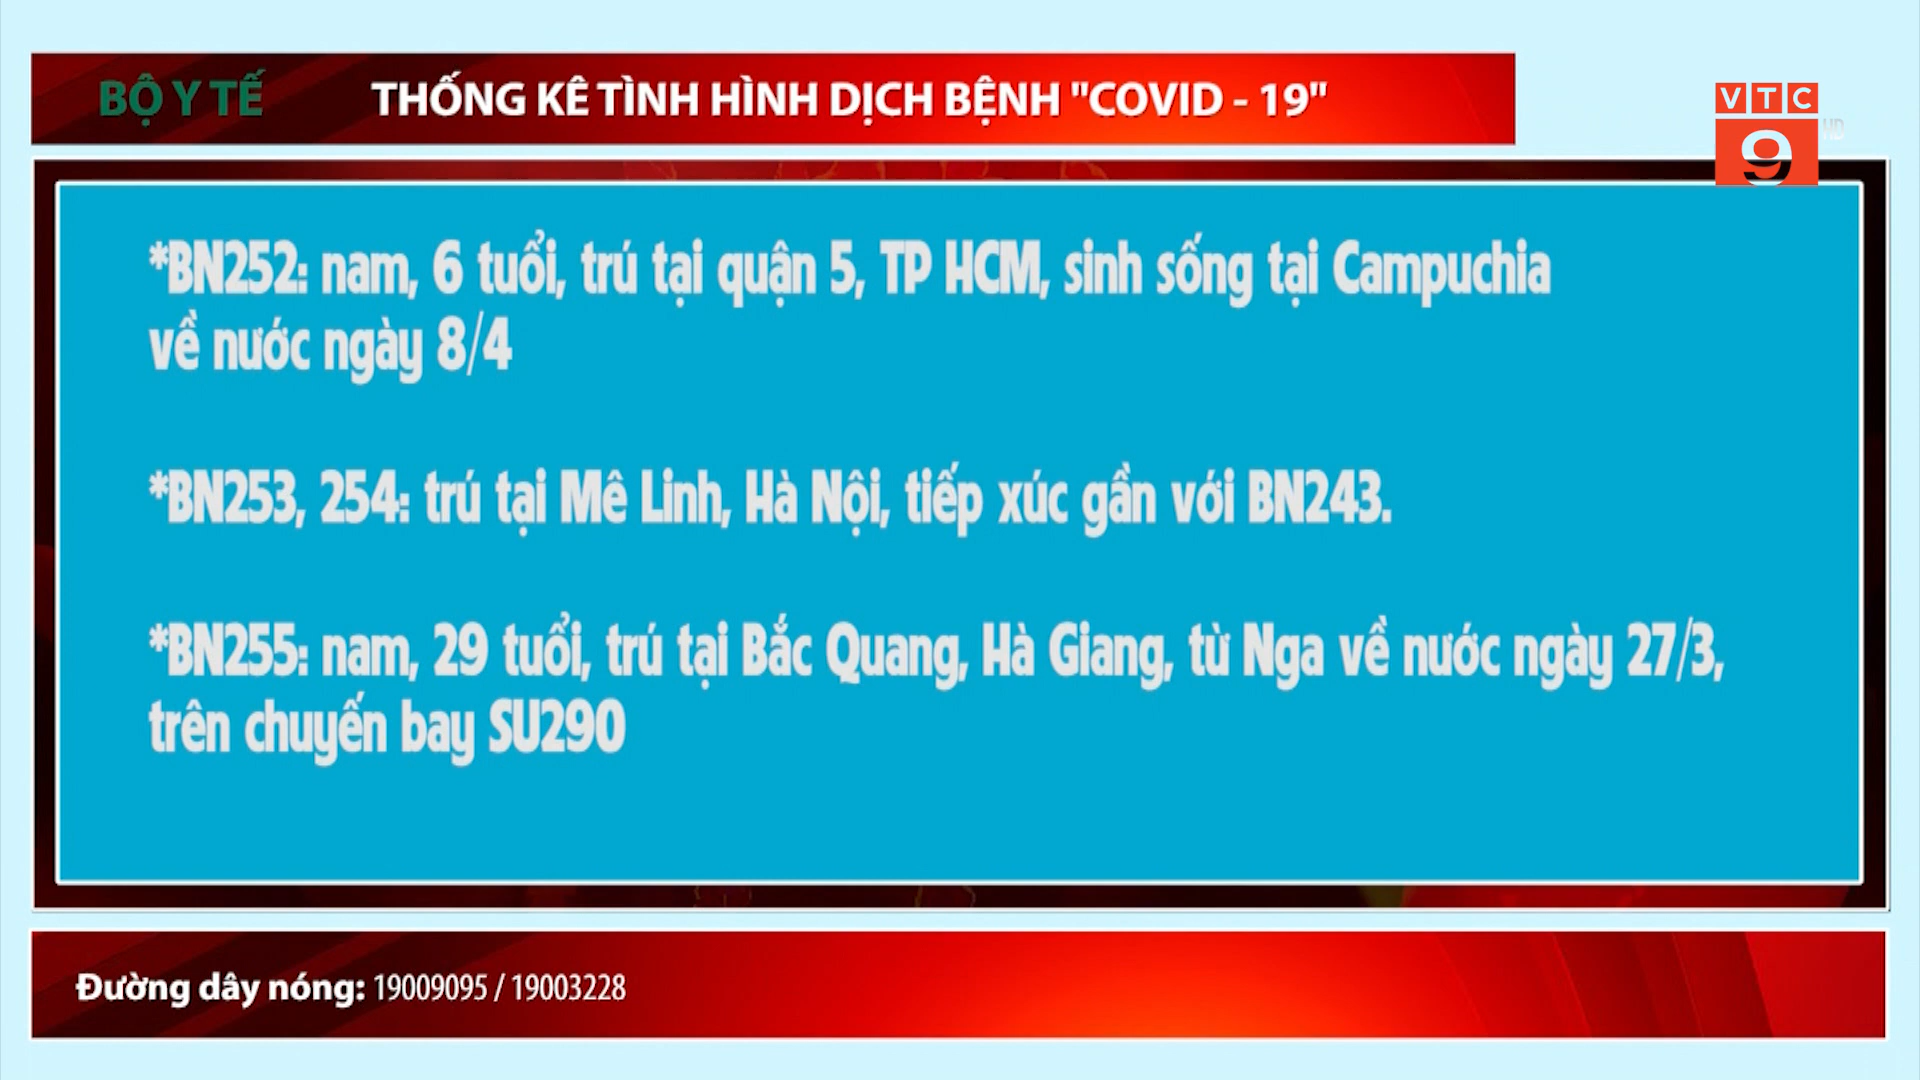 BỘ Y TẾ THỐNG KÊ TÌNH HÌNH DỊCH BỆNH "COVID - 19"
VTC
9 HD
*BN252: nam, 6 tuổi, trú tại quận 5, TP HCM, sinh sống tại Campuchia
về nước ngày 8/4
*BN253, 254: trú tại Mê Linh, Hà Nội, tiếp xúc gần với BN243.
*BN255: nam, 29 tuổi, trú tại Bắc Quang, Hà Giang, từ Nga về nước ngày 27/3,
trên chuyến bay SU290
Đường dây nóng: 19009095 / 19003228